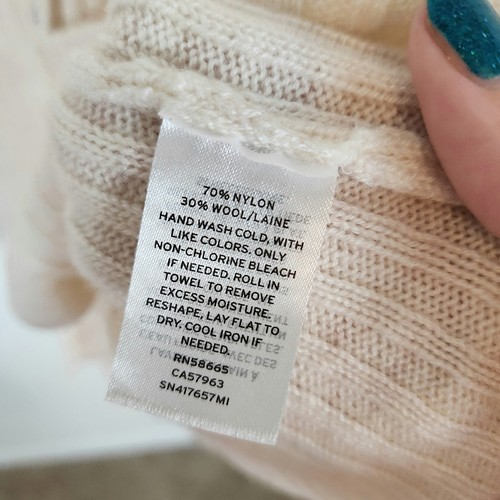 70% NYLON
30% WOOL/LAINE
HAND WASH COLD, WITH
LIKE COLORS. ONLY
NON-CHLORINE BLEACH
IF NEEDED. ROLL IN
TOWEL TO REMOVE
EXCESS MOISTURE.
RESHAPE, LAY FLAT TO
DRY. COOL IRON IF
NEEDED.
RN58665
CA57963
SN417657MI